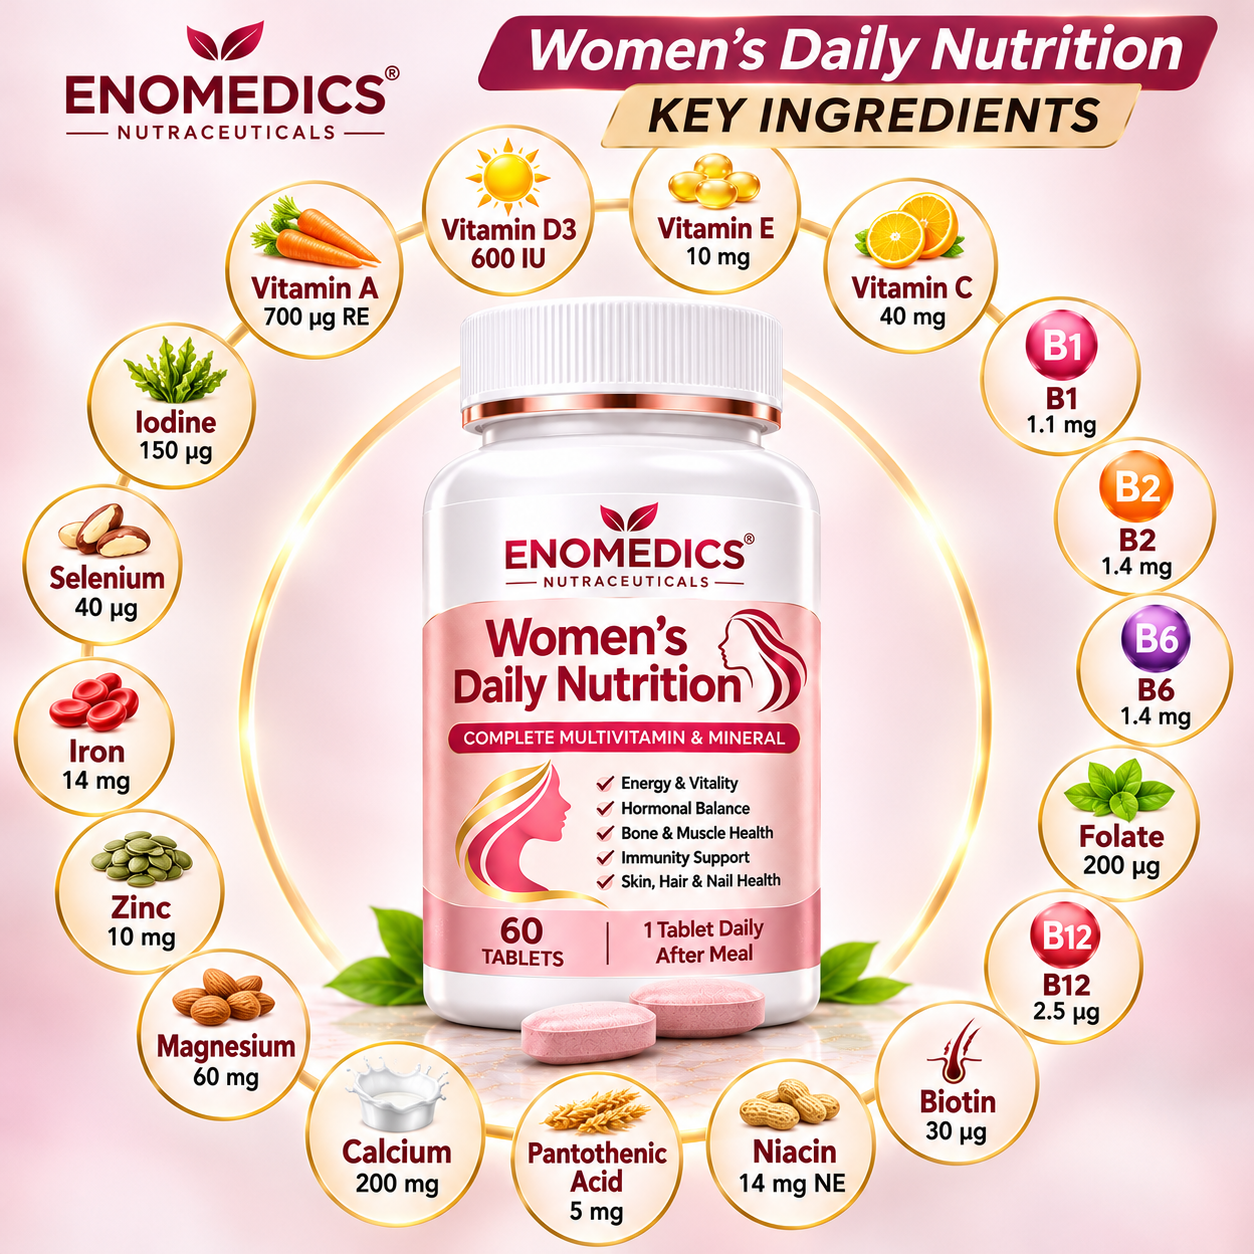 ENOMEDICS®
NUTRACEUTICALS
Women's Daily Nutrition
KEY INGREDIENTS
Vitamin D3
600 IU
Vitamin E
10 mg
Vitamin A
700 µg RE
Vitamin C
40 mg
B1
B1
1.1 mg
Iodine
150 µg
B2
B2
1.4 mg
Selenium
40 µg
B6
B6
1.4 mg
Iron
14 mg
Folate
200 µg
Zinc
10 mg
B12
B12
2.5 µg
Magnesium
60 mg
Biotin
30 µg
Calcium
200 mg
Pantothenic
Acid
5 mg
Niacin
14 mg NE
ENOMEDICS®
NUTRACEUTICALS
Women's
Daily Nutrition
COMPLETE MULTIVITAMIN & MINERAL
Energy & Vitality
Hormonal Balance
Bone & Muscle Health
Immunity Support
Skin, Hair & Nail Health
60
TABLETS
1 Tablet Daily
After Meal